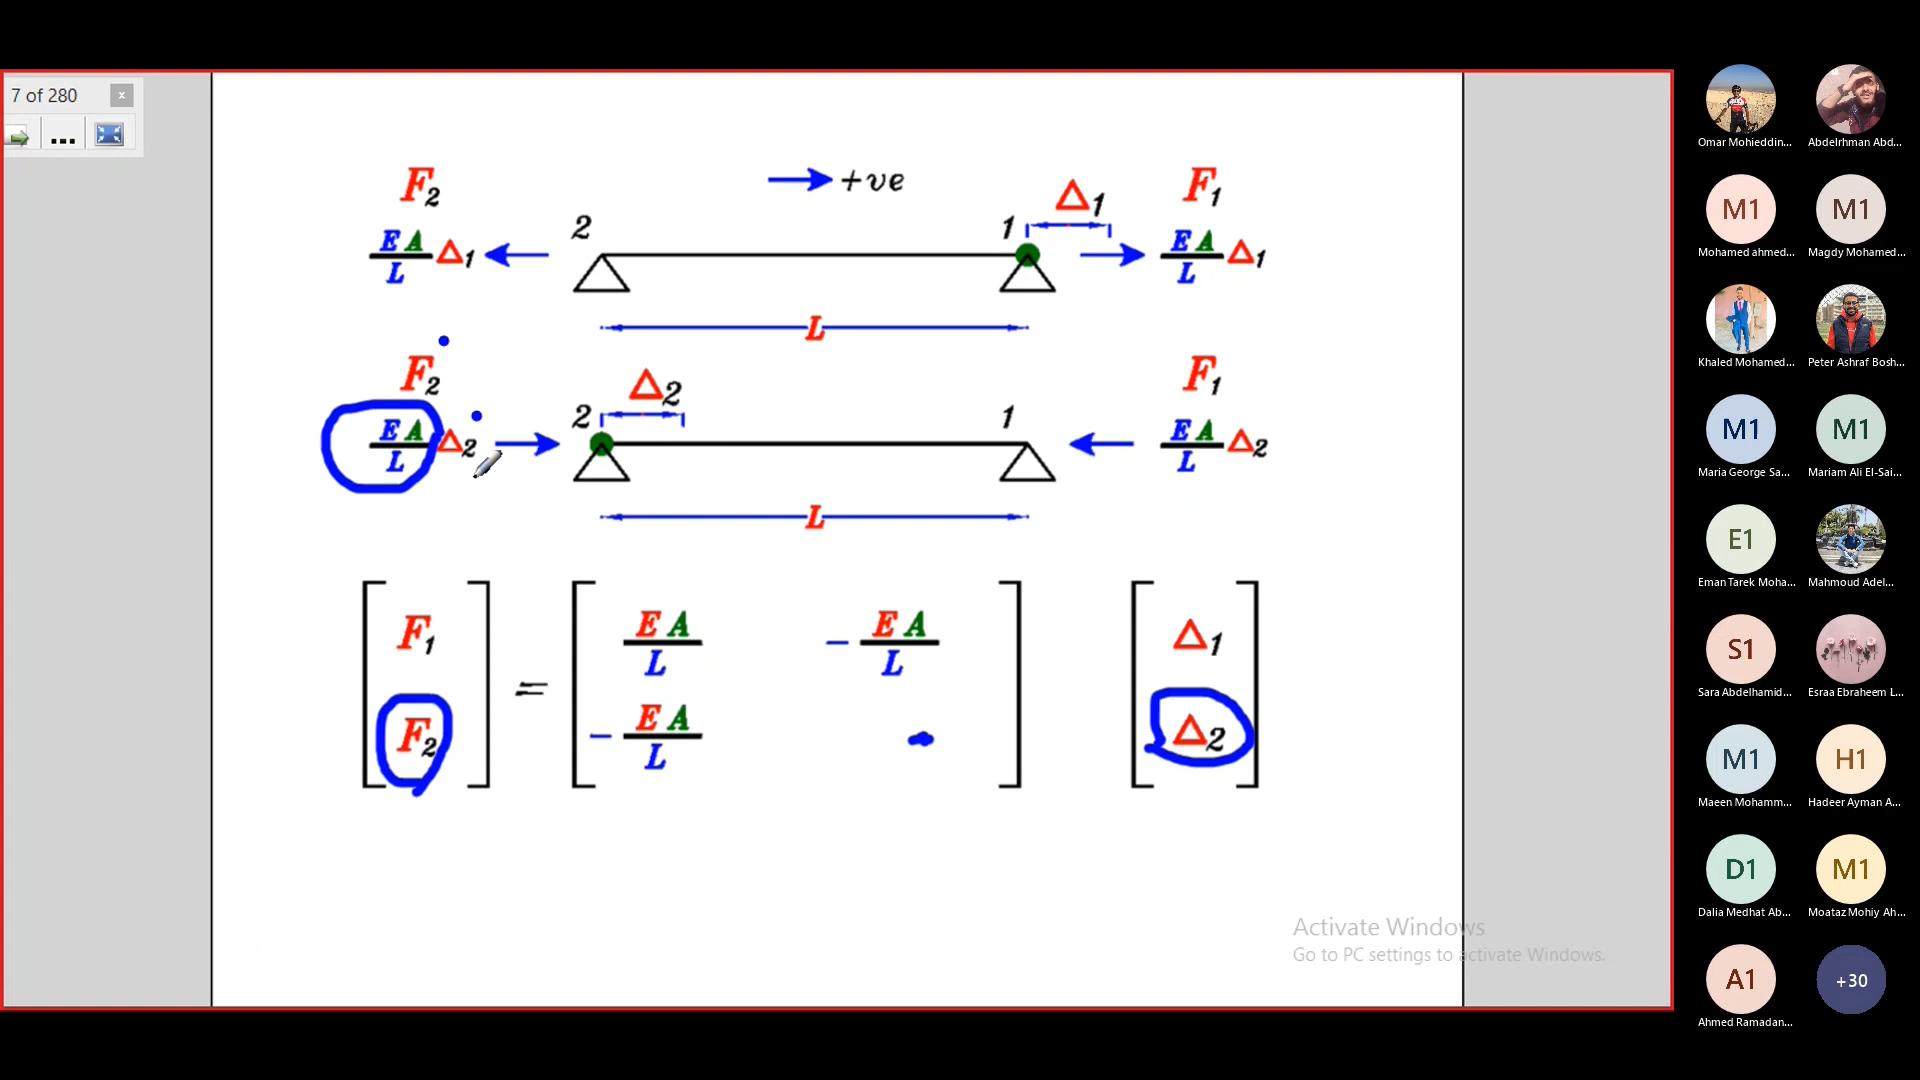 7 of 280
x
...
→ +ve
F₂
EA/L Δ₁
2
1
Δ₁
F₁
EA/L Δ₁
L
F₂
EA/L Δ₂
2
Δ₂
1
F₁
EA/L Δ₂
L
[F₁] = [EA/L  − EA/L] [Δ₁]
[F₂] [− EA/L ] [Δ₂]
Activate Windows
Go to PC settings to activate Windows.
Omar Mohieddin...
Abdelrhman Abd...
M1
Mohamed ahmed...
M1
Magdy Mohamed...
Khaled Mohamed...
Peter Ashraf Bosh...
M1
Maria George Sa...
M1
Mariam Ali El-Sai...
E1
Eman Tarek Moha...
Mahmoud Adel...
S1
Sara Abdelhamid...
Esraa Ebraheem L...
M1
Maeen Mohamm...
H1
Hadeer Ayman A...
D1
Dalia Medhat Ab...
M1
Moataz Mohiy Ah...
A1
Ahmed Ramadan...
+30